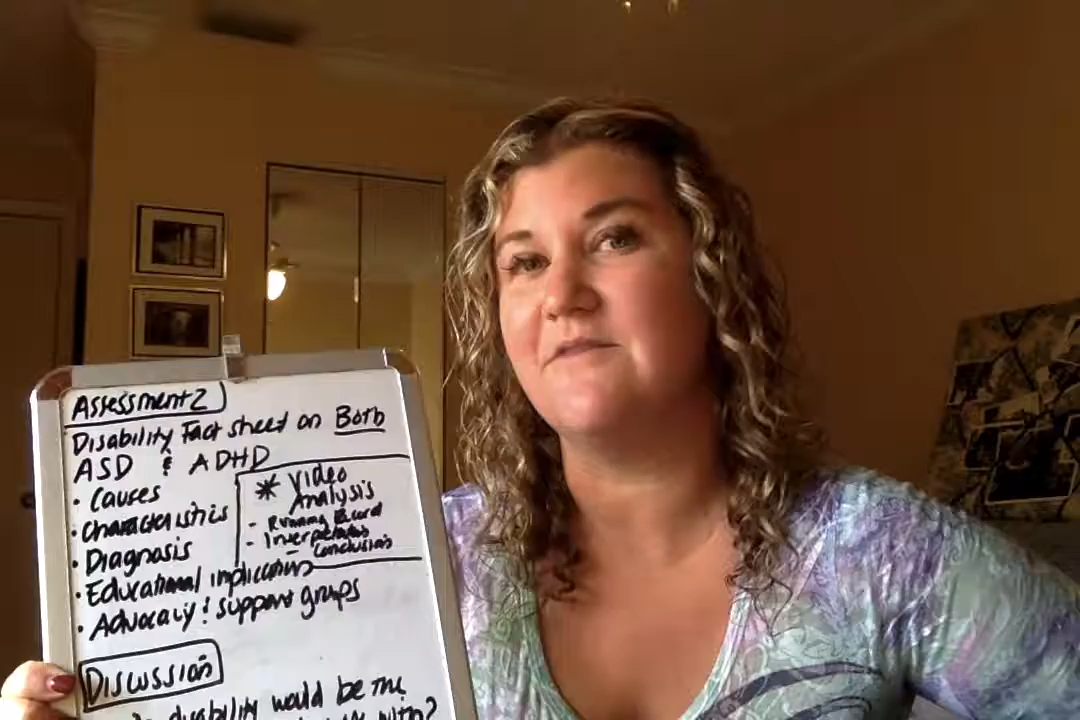 Assessment 2
Disability Fact sheet on Both
ASD & ADHD
• Causes
• Characteristics
• Diagnosis
• Educational implications
• Advocacy & support groups
* Video
Analysis
- Running Record
- Interpretations
- Conclusions
Discussion
disability would be the